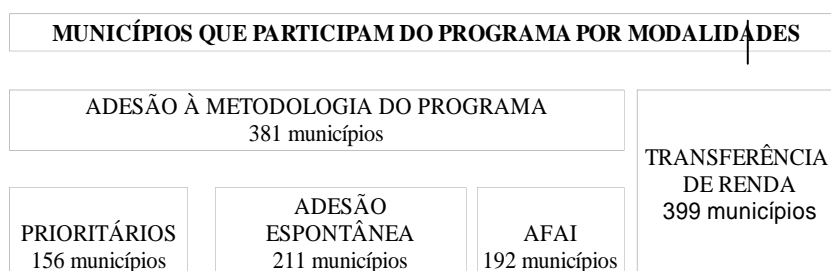 MUNICÍPIOS QUE PARTICIPAM DO PROGRAMA POR MODALIDADES
ADESÃO À METODOLOGIA DO PROGRAMA
381 municípios
TRANSFERÊNCIA
DE RENDA
399 municípios
PRIORITÁRIOS
156 municípios
ADESÃO
ESPONTÂNEA
211 municípios
AFAI
192 municípios